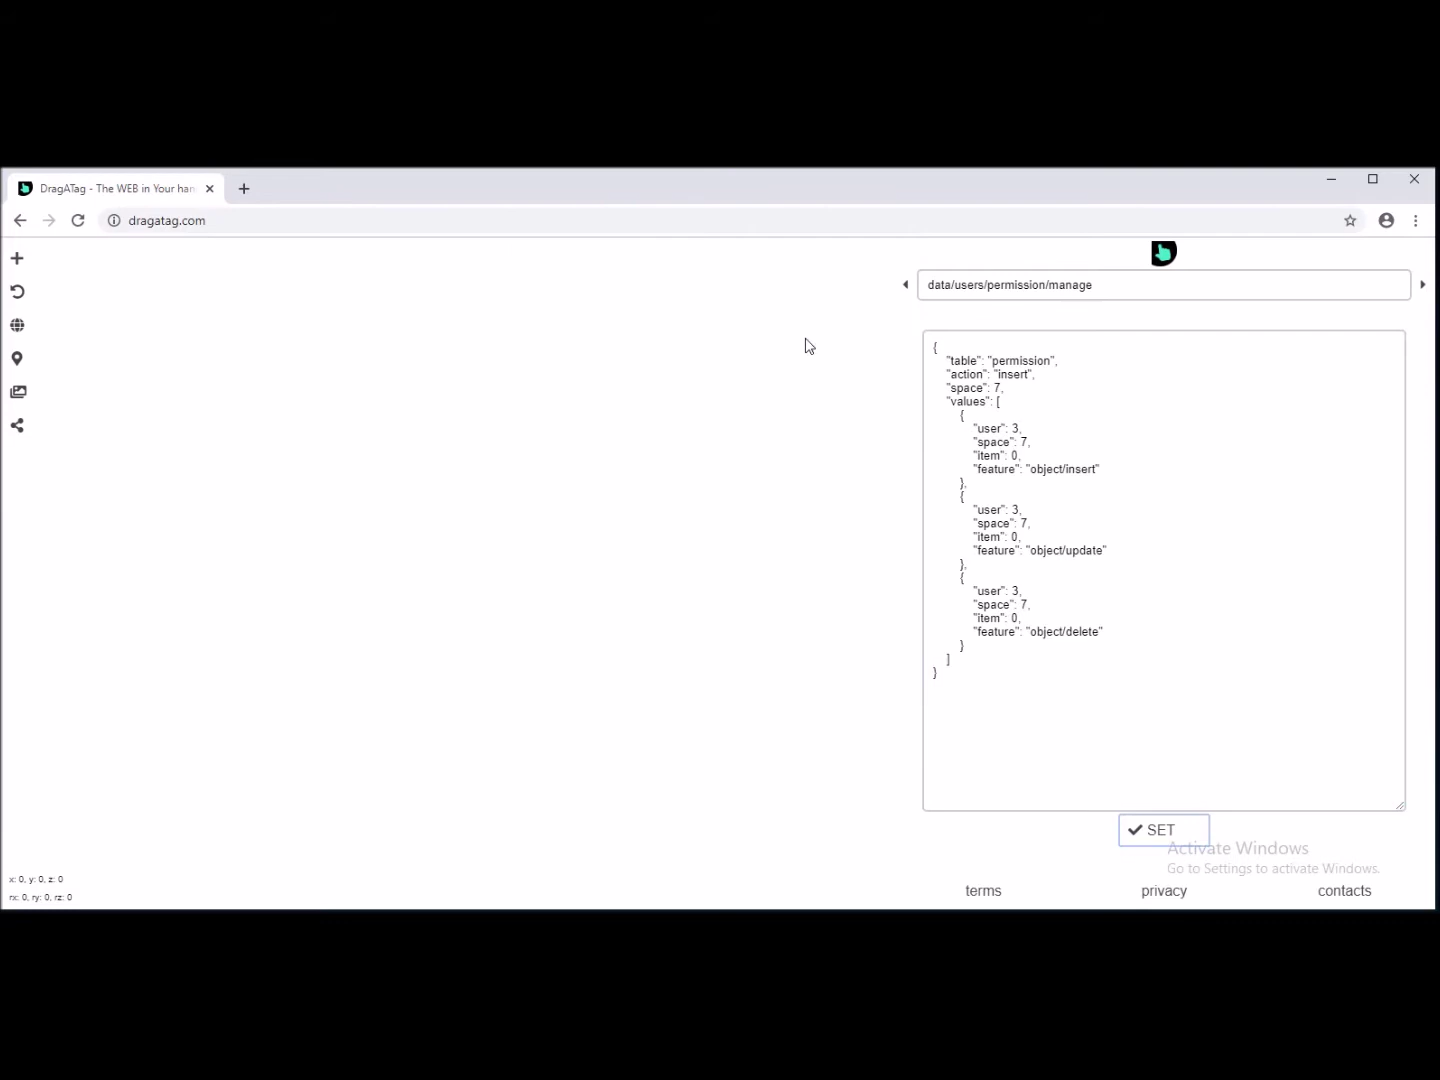 DragATag - The WEB in Your han
dragatag.com
data/users/permission/manage
{
"table": "permission",
"action": "insert",
"space": 7,
"values": [
{
"user": 3,
"space": 7,
"item": 0,
"feature": "object/insert"
},
{
"user": 3,
"space": 7,
"item": 0,
"feature": "object/update"
},
{
"user": 3,
"space": 7,
"item": 0,
"feature": "object/delete"
}
]
}
SET
Activate Windows
Go to Settings to activate Windows.
x: 0, y: 0, z: 0
rx: 0, ry: 0, rz: 0
terms
privacy
contacts